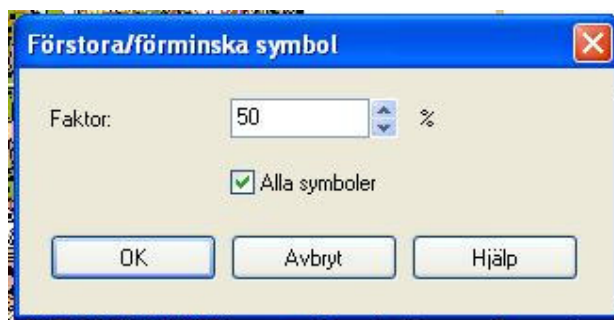 Förstora/förminska symbol
Faktor: 50 %
Alla symboler
OK Avbryt Hjälp